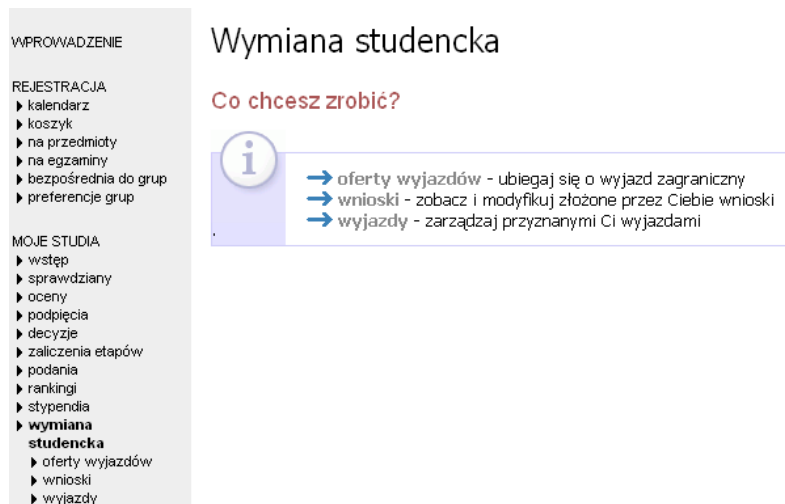 WPROWADZENIE
REJESTRACJA
kalendarz
koszyk
na przedmioty
na egzaminy
bezpośrednia do grup
preferencje grup
MOJE STUDIA
wstęp
sprawdziany
oceny
podpięcia
decyzje
zaliczenia etapów
podania
rankingi
stypendia
wymiana
studencka
oferty wyjazdów
wnioski
wyjazdy
Wymiana studencka
Co chcesz zrobić?
i
oferty wyjazdów - ubiegaj się o wyjazd zagraniczny
wnioski - zobacz i modyfikuj złożone przez Ciebie wnioski
wyjazdy - zarządzaj przyznanymi Ci wyjazdami
.